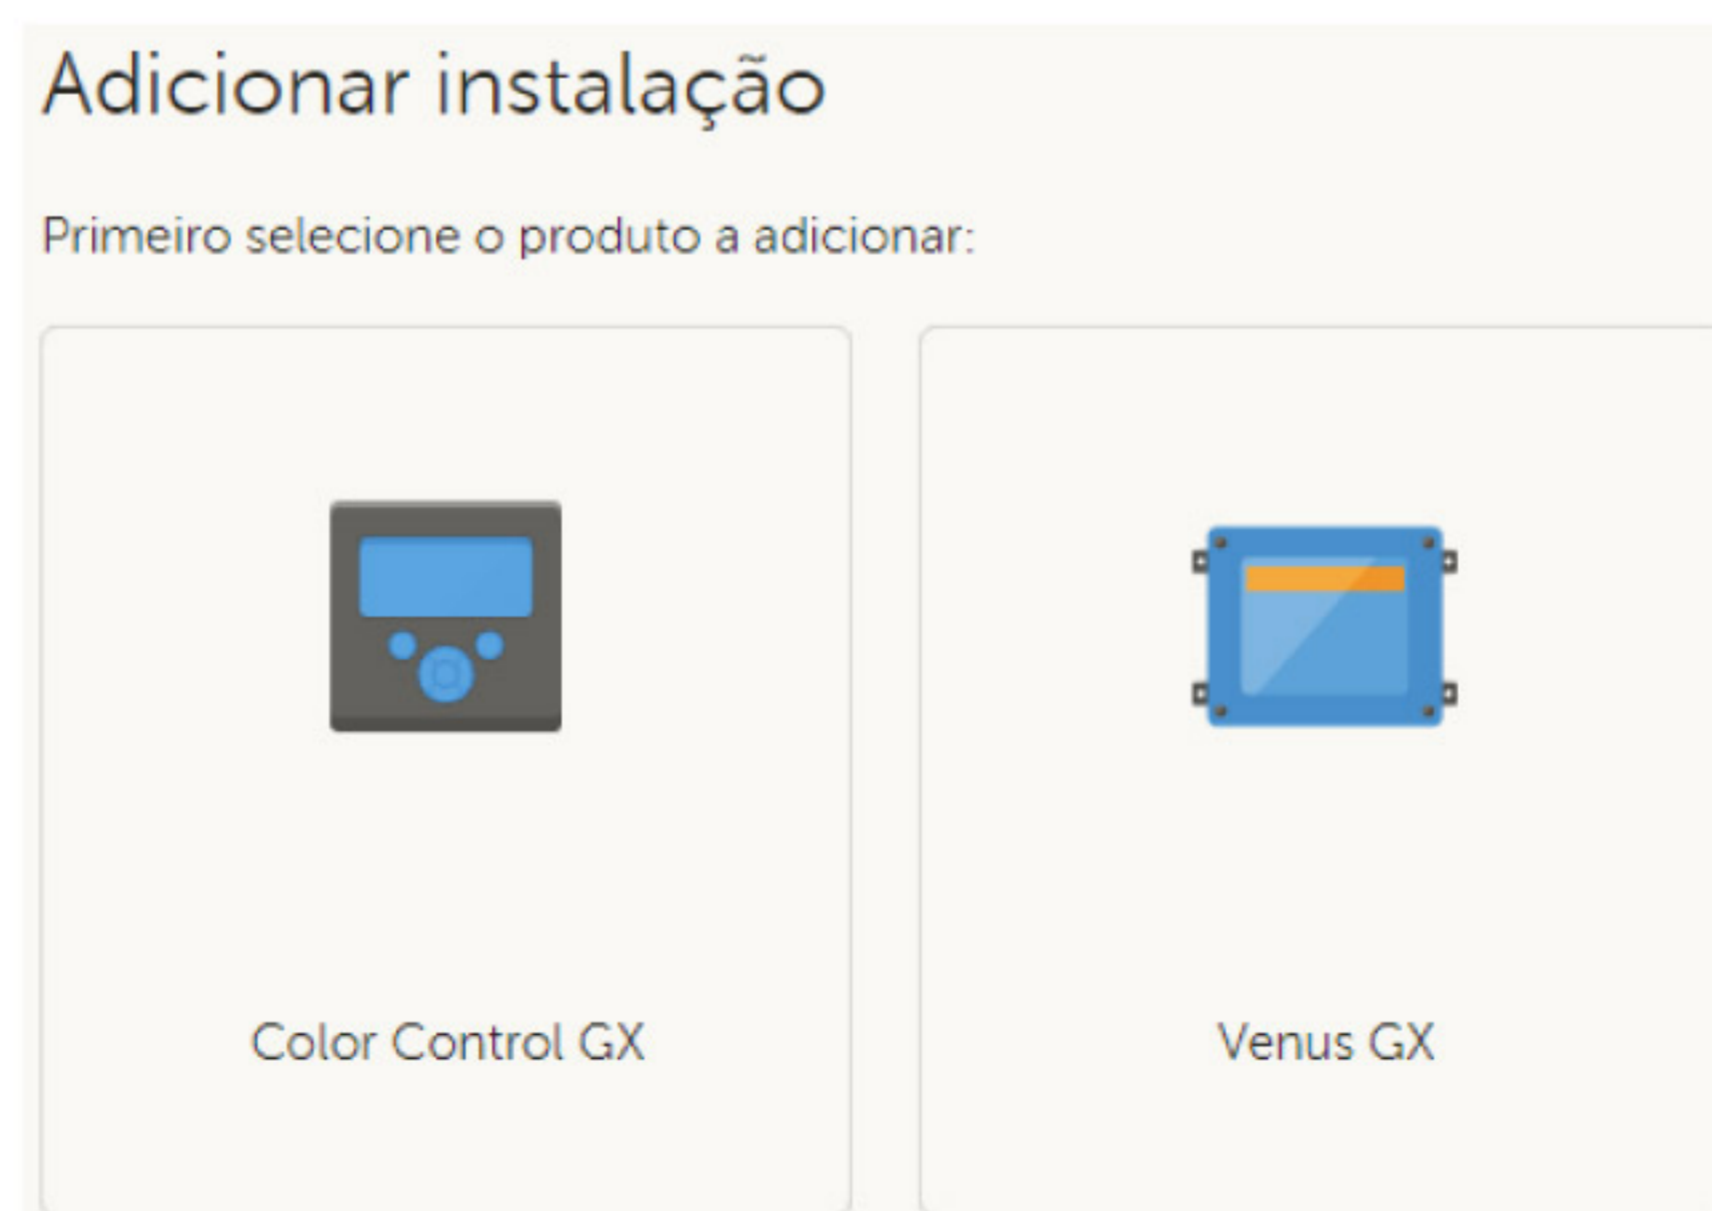 Adicionar instalação
Primeiro selecione o produto a adicionar:
Color Control GX
Venus GX